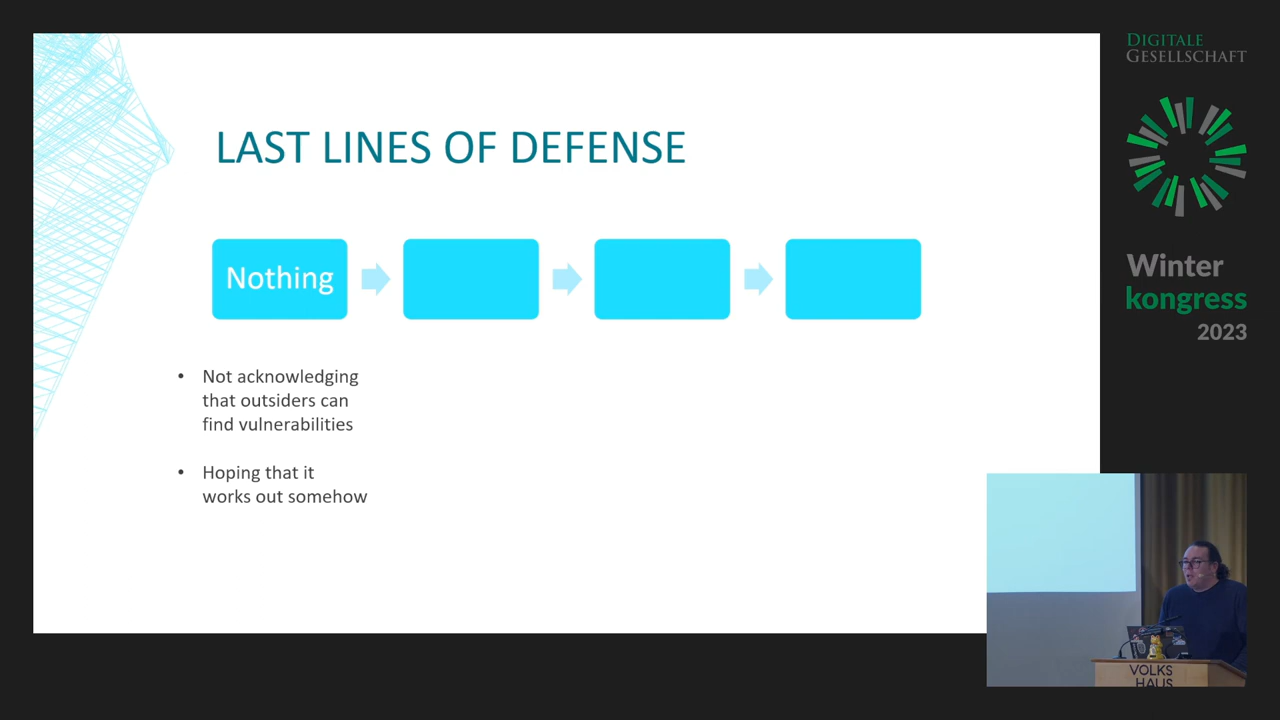 LAST LINES OF DEFENSE
Nothing
• Not acknowledging
that outsiders can
find vulnerabilities
• Hoping that it
works out somehow
DIGITALE
GESELLSCHAFT
Winter
kongress
2023
VOLKS
HAUS